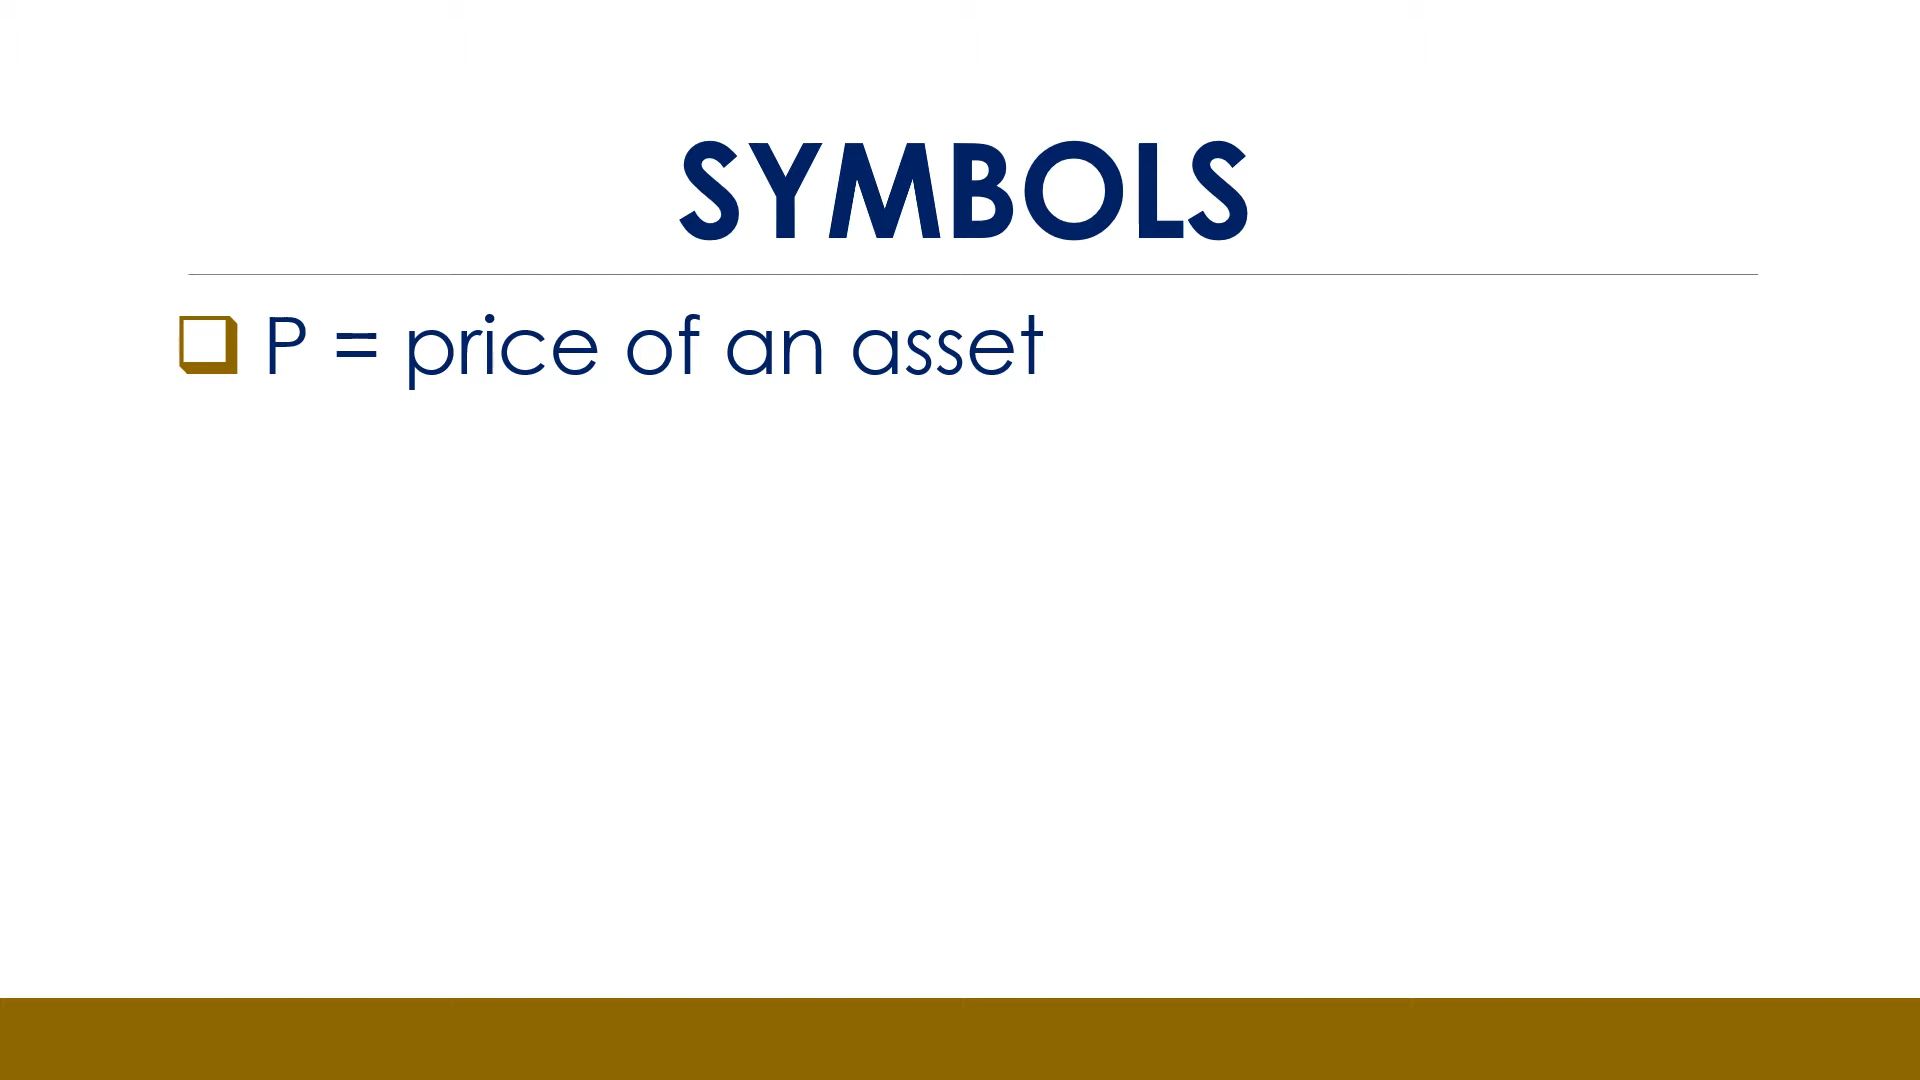 SYMBOLS
P = price of an asset